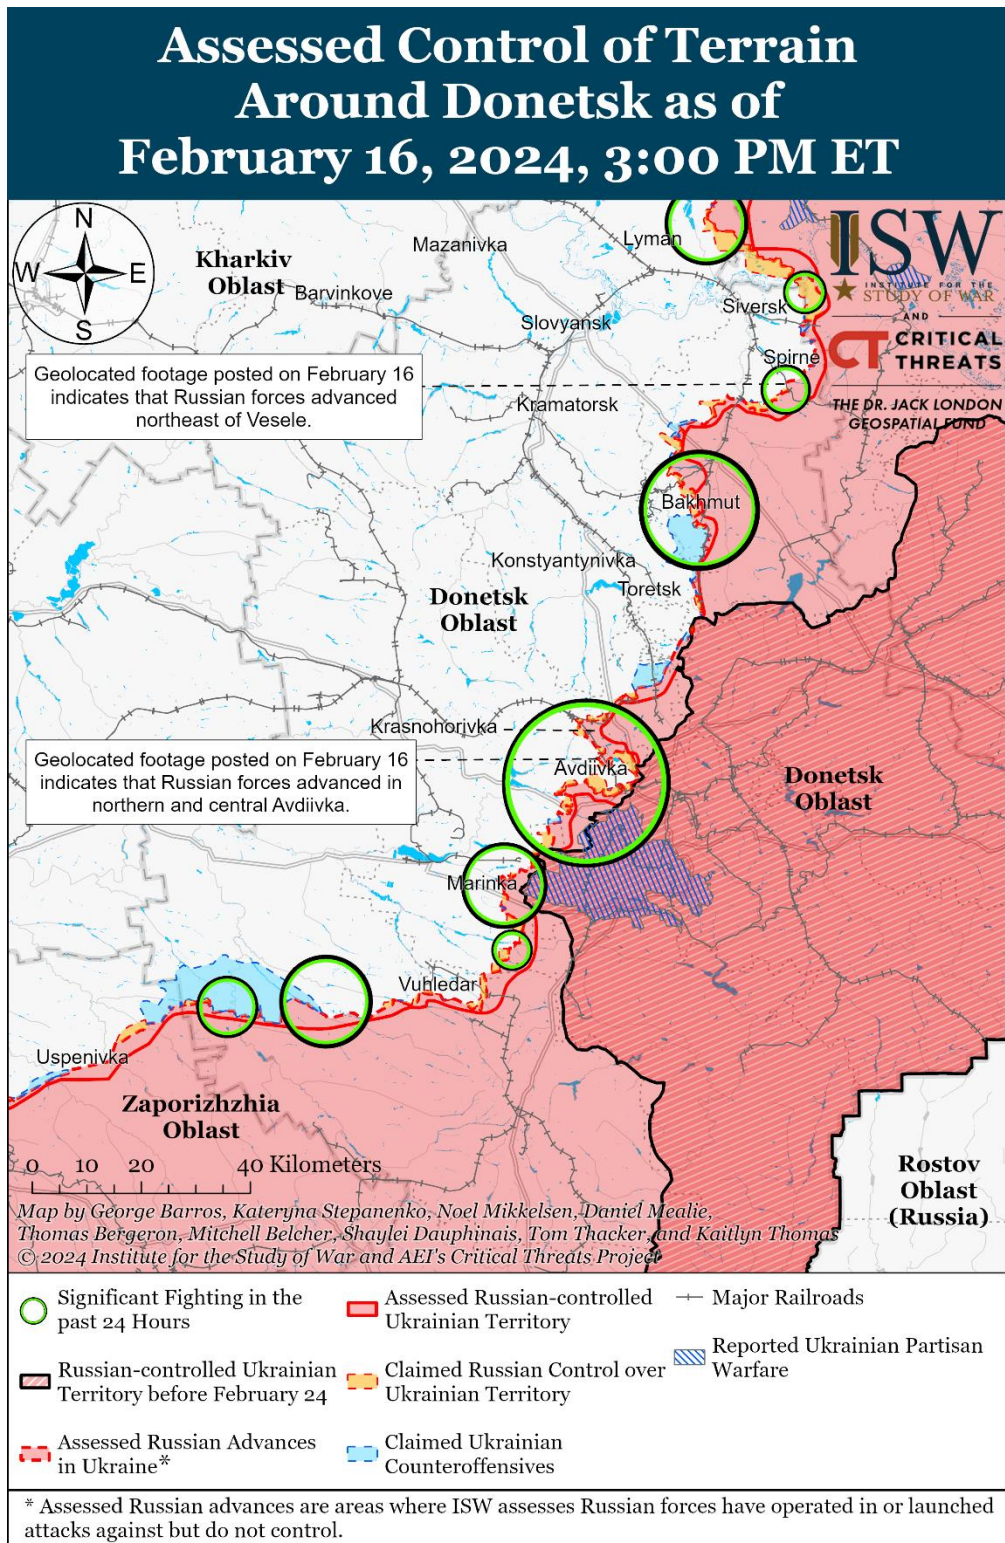 Assessed Control of Terrain
Around Donetsk as of
February 16, 2024, 3:00 PM ET
N
W
E
S
Kharkiv
Oblast
Mazanivka
Lyman
ISW
INSTITUTE FOR THE
STUDY OF WAR
AND
CT CRITICAL
THREATS
THE DR. JACK LONDON
GEOSPATIAL FUND
Barvinkove
Slovyansk
Siversk
Spirne
Geolocated footage posted on February 16
indicates that Russian forces advanced
northeast of Vesele.
Kramatorsk
Bakhmut
Konstyantynivka
Toretsk
Donetsk
Oblast
Krasnohorivka
Geolocated footage posted on February 16
indicates that Russian forces advanced in
northern and central Avdiivka.
Avdiivka
Donetsk
Oblast
Marinka
Vuhledar
Uspenivka
Zaporizhzhia
Oblast
Rostov
Oblast
(Russia)
0 10 20 40 Kilometers
Map by George Barros, Kateryna Stepanenko, Noel Mikkelsen, Daniel Mealie,
Thomas Bergeron, Mitchell Belcher, Shaylei Dauphinais, Tom Thacker, and Kaitlyn Thomas
© 2024 Institute for the Study of War and AEI's Critical Threats Project
Significant Fighting in the
past 24 Hours
Russian-controlled Ukrainian
Territory before February 24
Assessed Russian Advances
in Ukraine*
Assessed Russian-controlled
Ukrainian Territory
Claimed Russian Control over
Ukrainian Territory
Claimed Ukrainian
Counteroffensives
Major Railroads
Reported Ukrainian Partisan
Warfare
* Assessed Russian advances are areas where ISW assesses Russian forces have operated in or launched
attacks against but do not control.